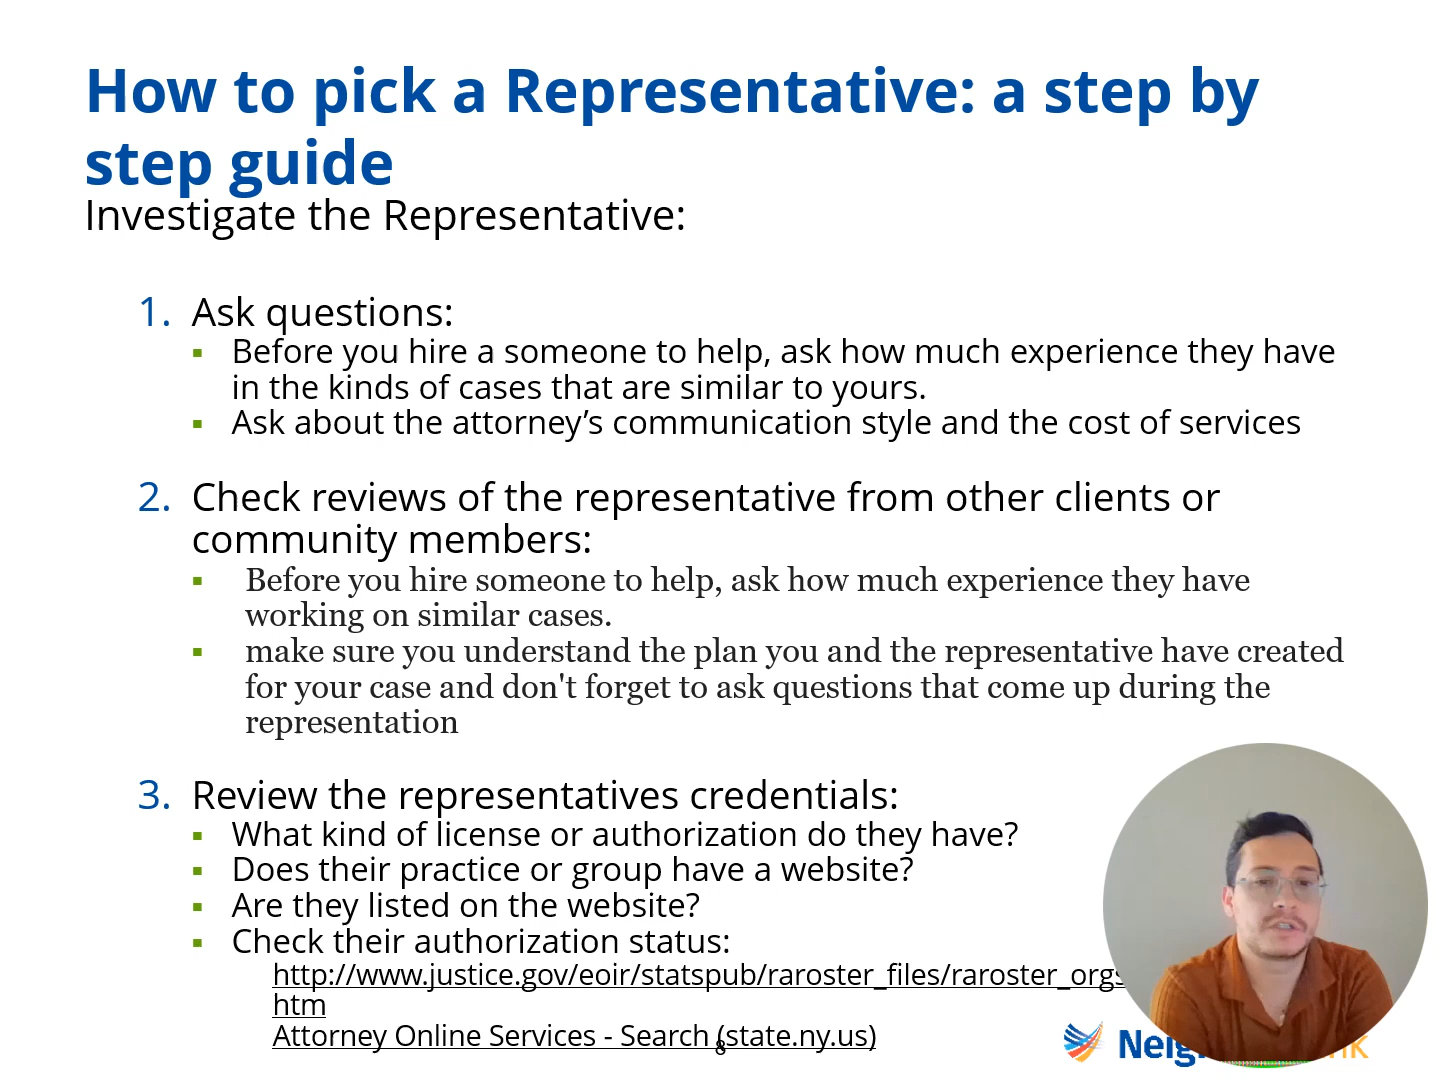 How to pick a Representative: a step by
step guide
Investigate the Representative:
1. Ask questions:
▪ Before you hire a someone to help, ask how much experience they have
in the kinds of cases that are similar to yours.
▪ Ask about the attorney’s communication style and the cost of services
2. Check reviews of the representative from other clients or
community members:
▪ Before you hire someone to help, ask how much experience they have
working on similar cases.
▪ make sure you understand the plan you and the representative have created
for your case and don't forget to ask questions that come up during the
representation
3. Review the representatives credentials:
▪ What kind of license or authorization do they have?
▪ Does their practice or group have a website?
▪ Are they listed on the website?
▪ Check their authorization status:
http://www.justice.gov/eoir/statspub/raroster_files/raroster_orgs
htm
Attorney Online Services - Search (state.ny.us)
8